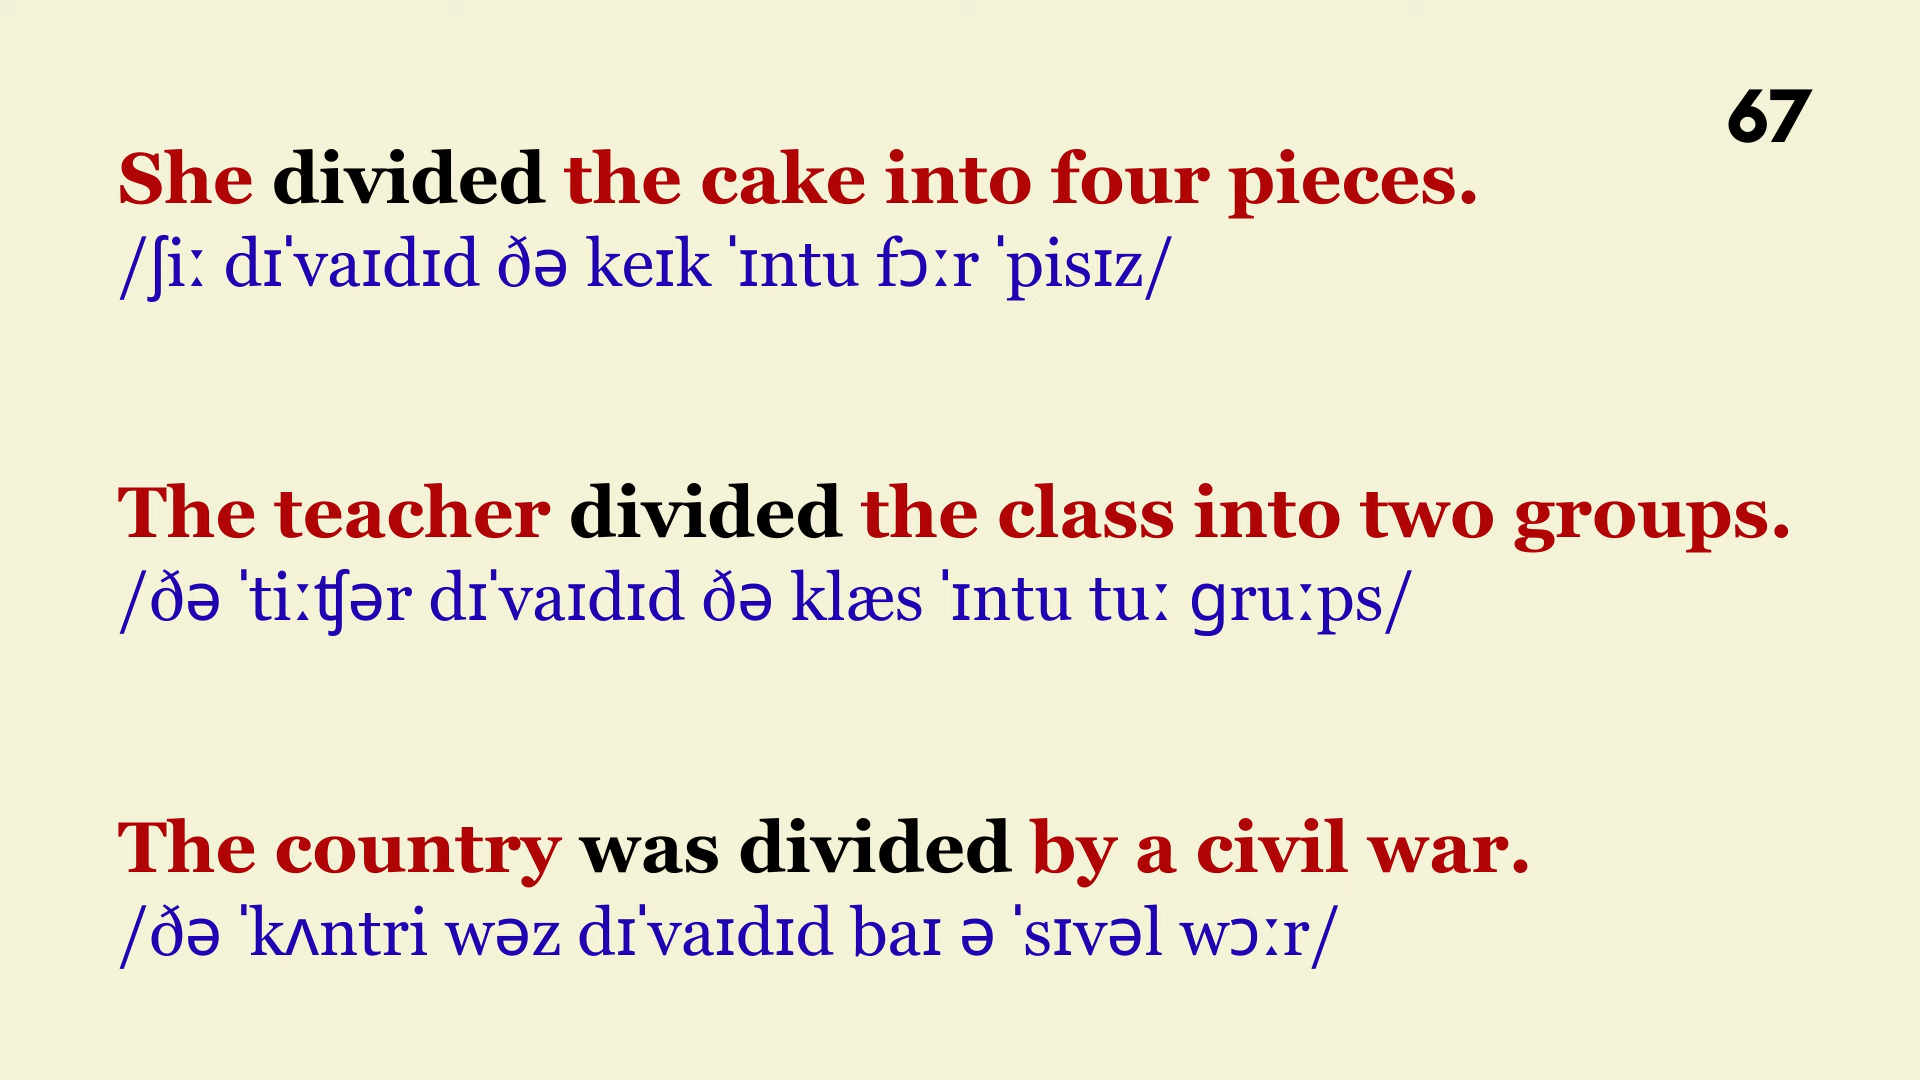 67
She divided the cake into four pieces.
/ʃiː dɪˈvaɪdɪd ðə keɪk ˈɪntu fɔːr ˈpisɪz/
The teacher divided the class into two groups.
/ðə ˈtiːʧər dɪˈvaɪdɪd ðə klæs ˈɪntu tuː ɡruːps/
The country was divided by a civil war.
/ðə ˈkʌntri wəz dɪˈvaɪdɪd baɪ ə ˈsɪvəl wɔːr/